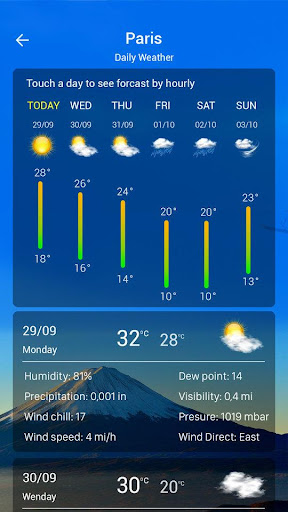 Paris
Daily Weather
Touch a day to see forcast by hourly
TODAY WED THU FRI SAT SUN
29/09 30/09 31/09 01/10 02/10 03/10
28° 26° 24° 20° 20° 23°
18° 16° 14° 10° 10° 13°
29/09 32°C 28°C
Monday
Humidity: 81% Dew point: 14
Precipitation: 0,001 in Visibility: 0,4 mi
Wind chill: 17 Presure: 1019 mbar
Wind speed: 4 mi/h Wind Direct: East
30/09 30°C 20°C
Wenday